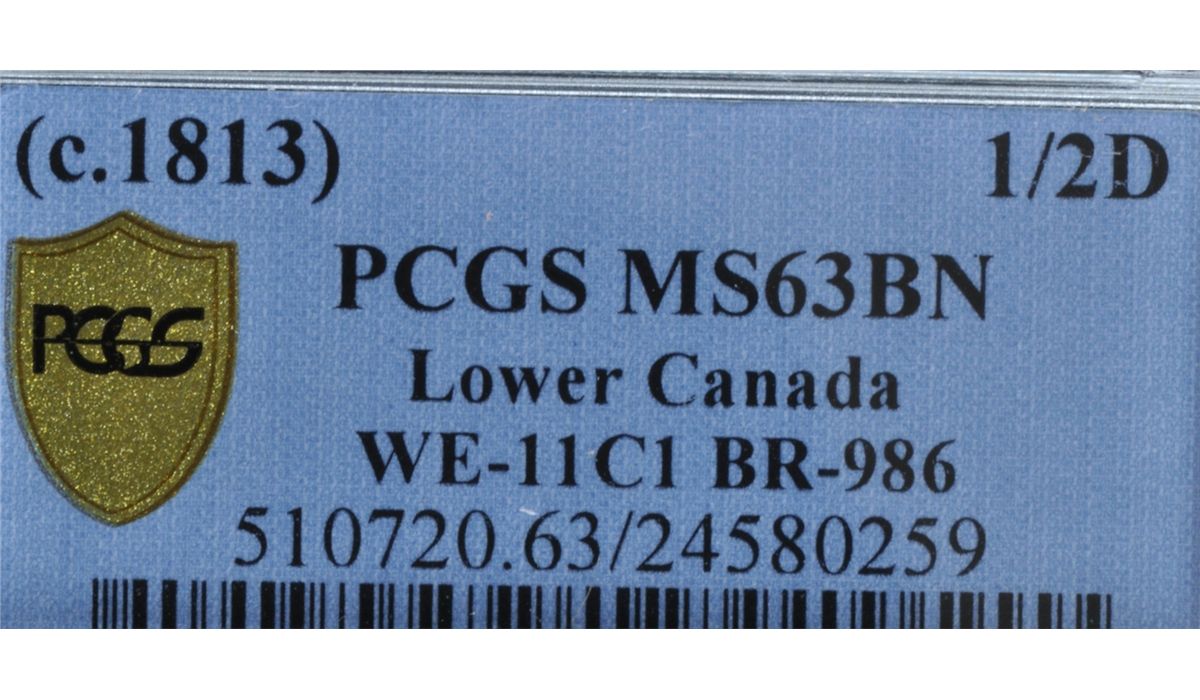 (c.1813) 1/2D
PCGS
PCGS MS63BN
Lower Canada
WE-11C1 BR-986
510720.63/24580259